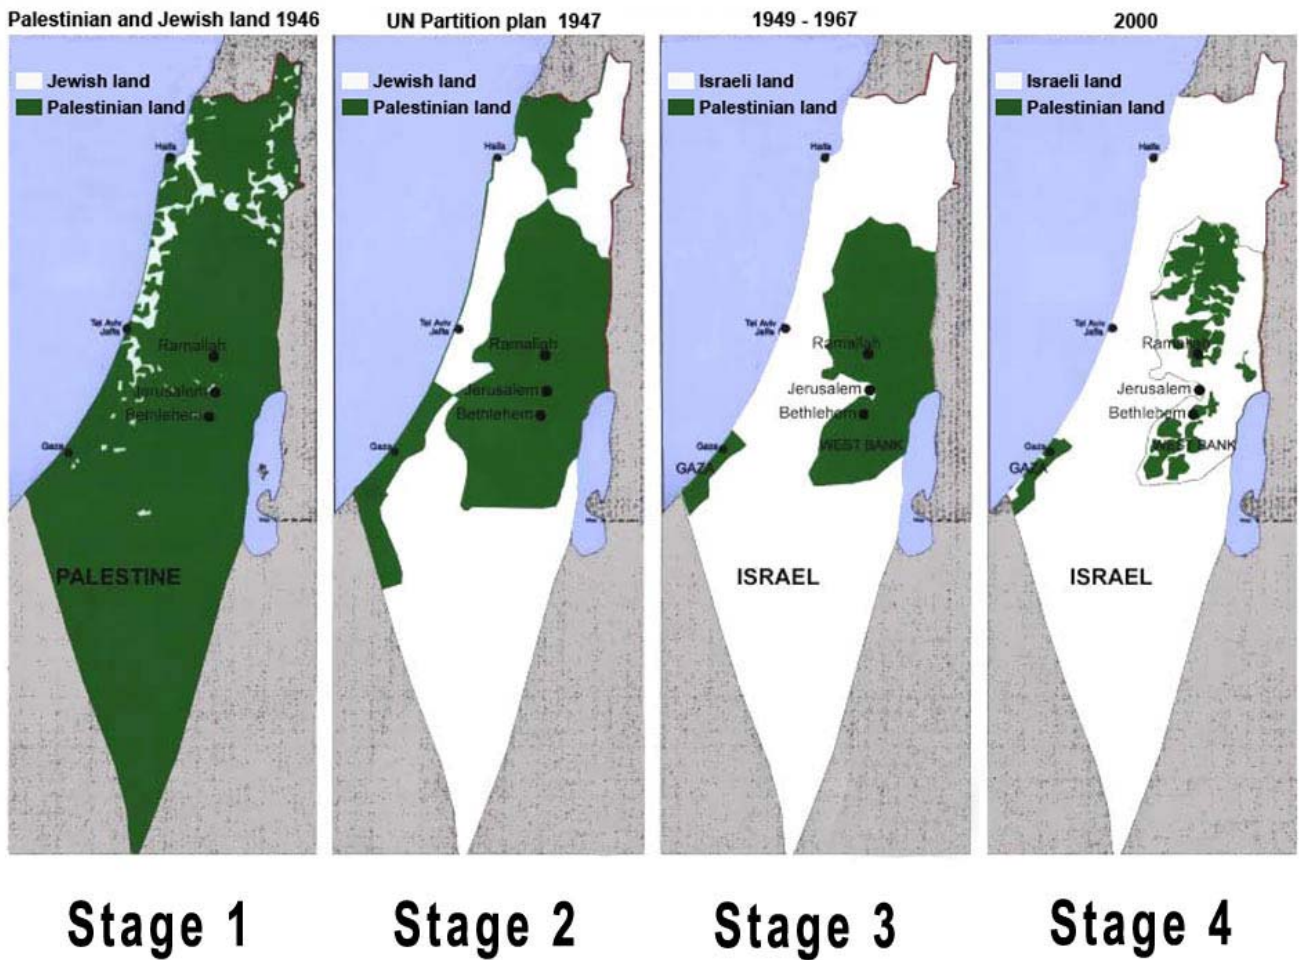 Palestinian and Jewish land 1946
Jewish land
Palestinian land
Haifa
Tel Aviv
Jaffa
Ramallah
Jerusalem
Bethlehem
Gaza
PALESTINE
Stage 1
UN Partition plan 1947
Jewish land
Palestinian land
Haifa
Tel Aviv
Jaffa
Ramallah
Jerusalem
Bethlehem
Gaza
Stage 2
1949 - 1967
Israeli land
Palestinian land
Haifa
Tel Aviv
Jaffa
Ramallah
Jerusalem
Bethlehem
Gaza
WEST BANK
GAZA
ISRAEL
Stage 3
2000
Israeli land
Palestinian land
Haifa
Tel Aviv
Jaffa
Ramallah
Jerusalem
Bethlehem
Gaza
WEST BANK
GAZA
ISRAEL
Stage 4